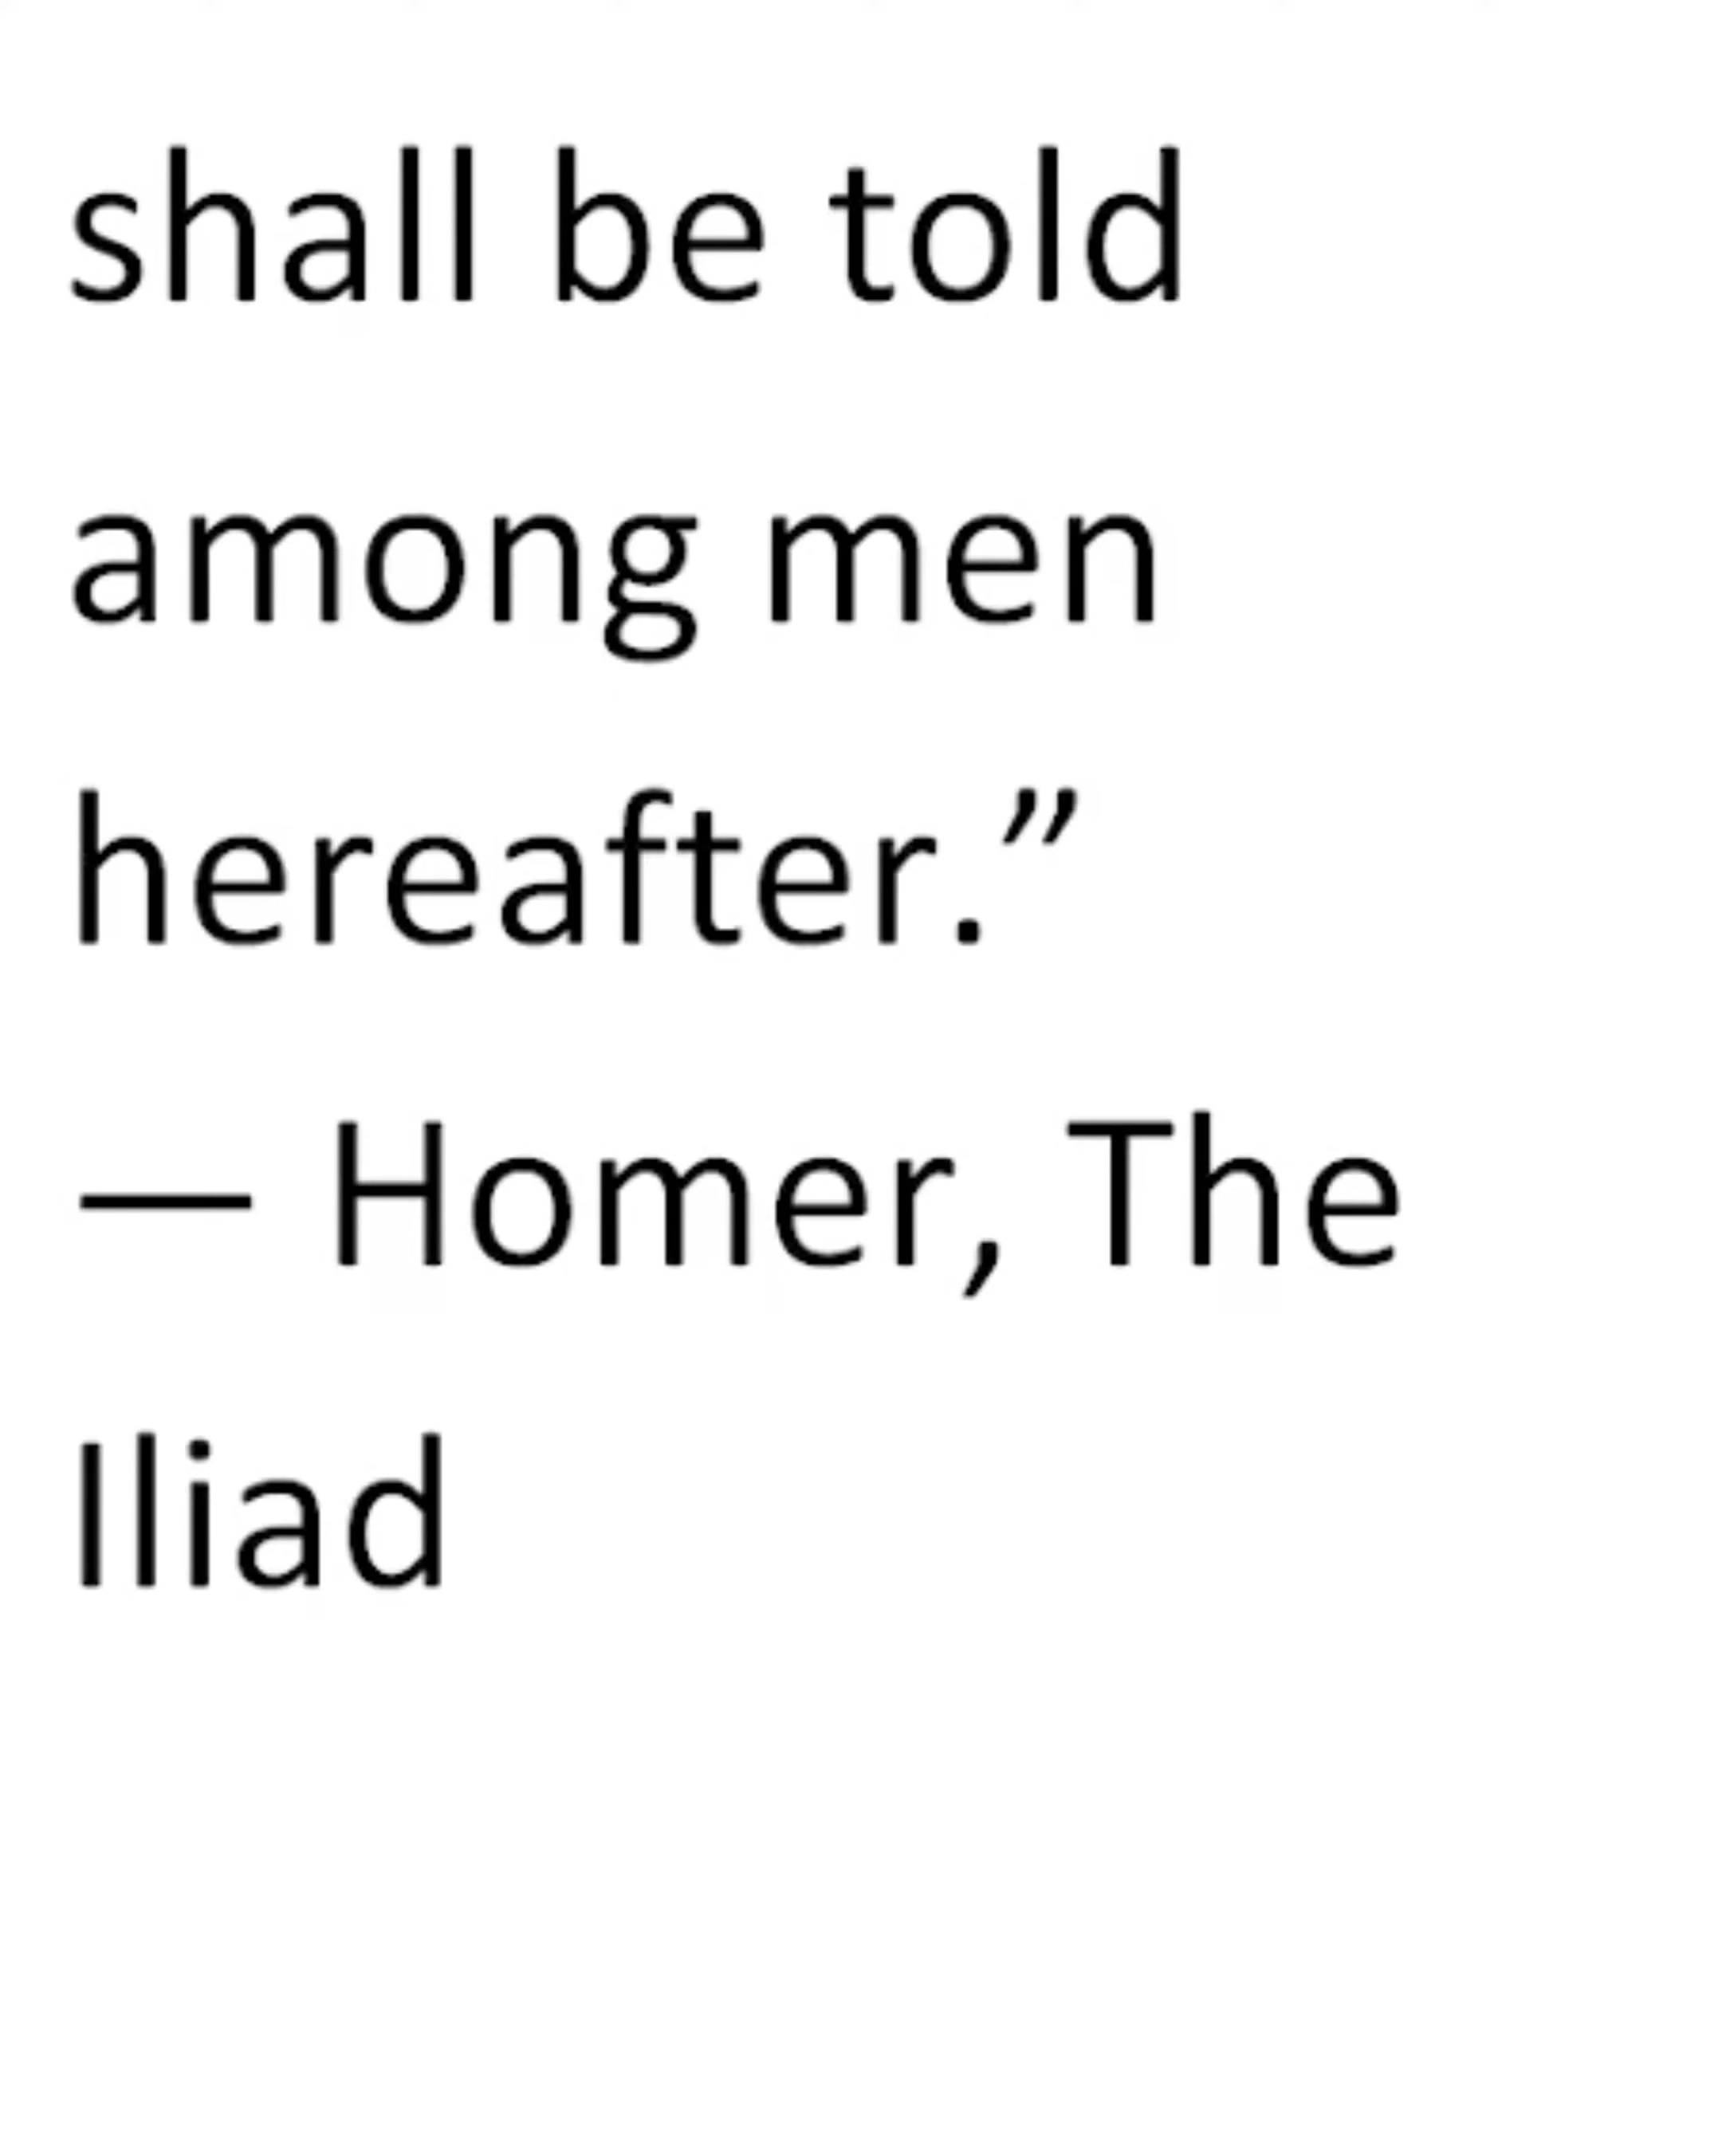 shall be told
among men
hereafter.”
— Homer, The
Iliad